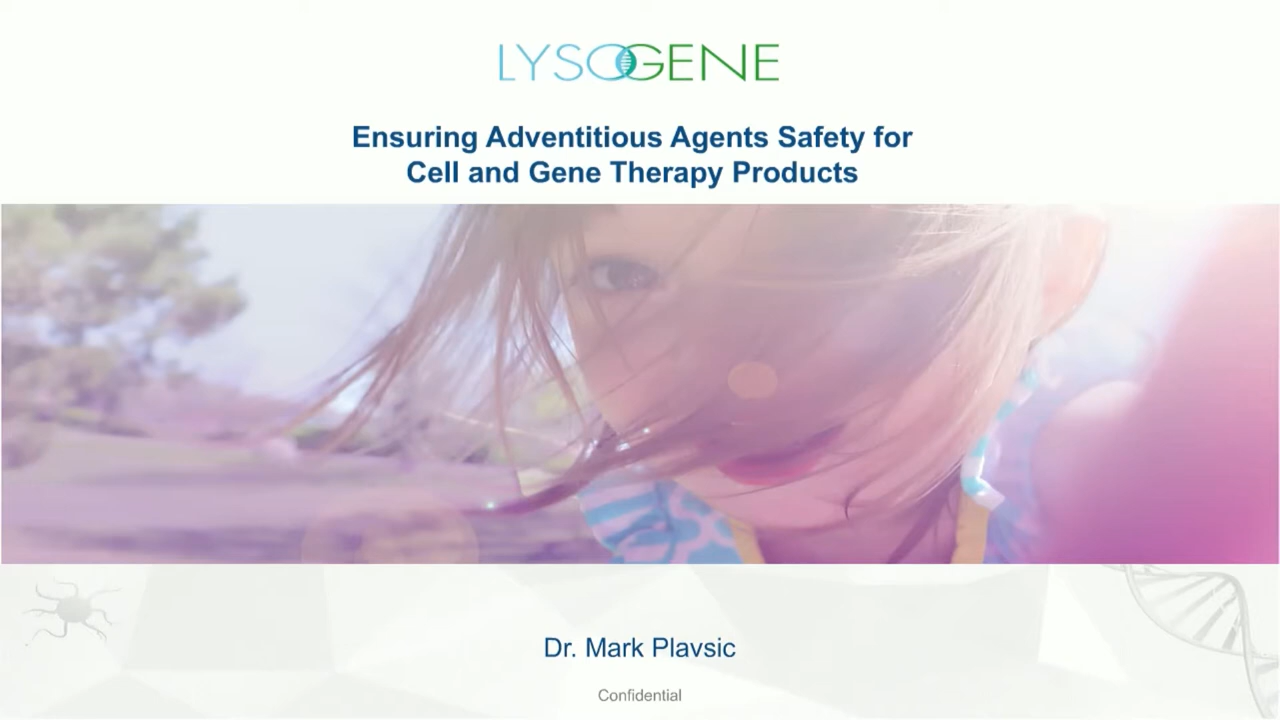 LYSOGENE
Ensuring Adventitious Agents Safety for
Cell and Gene Therapy Products
Dr. Mark Plavsic
Confidential